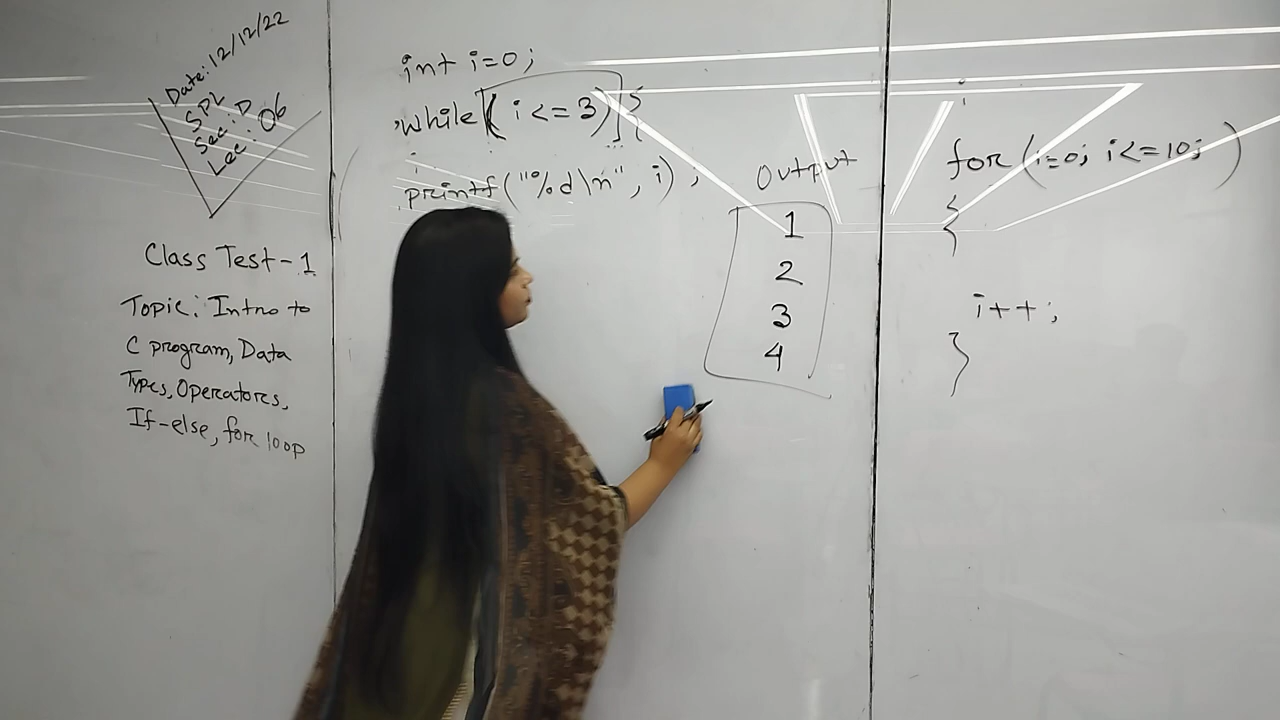 Date: 12/12/22
SPL
Sec: D
Lec: 06
Class Test-1
Topic: Intro to
C program, Data
Types, Operators,
If-else, for loop
int i=0;
while( i<=3){
printf("%d\n", i);
Output
1
2
3
4
for(i=0; i<=10; )
{
i++;
}